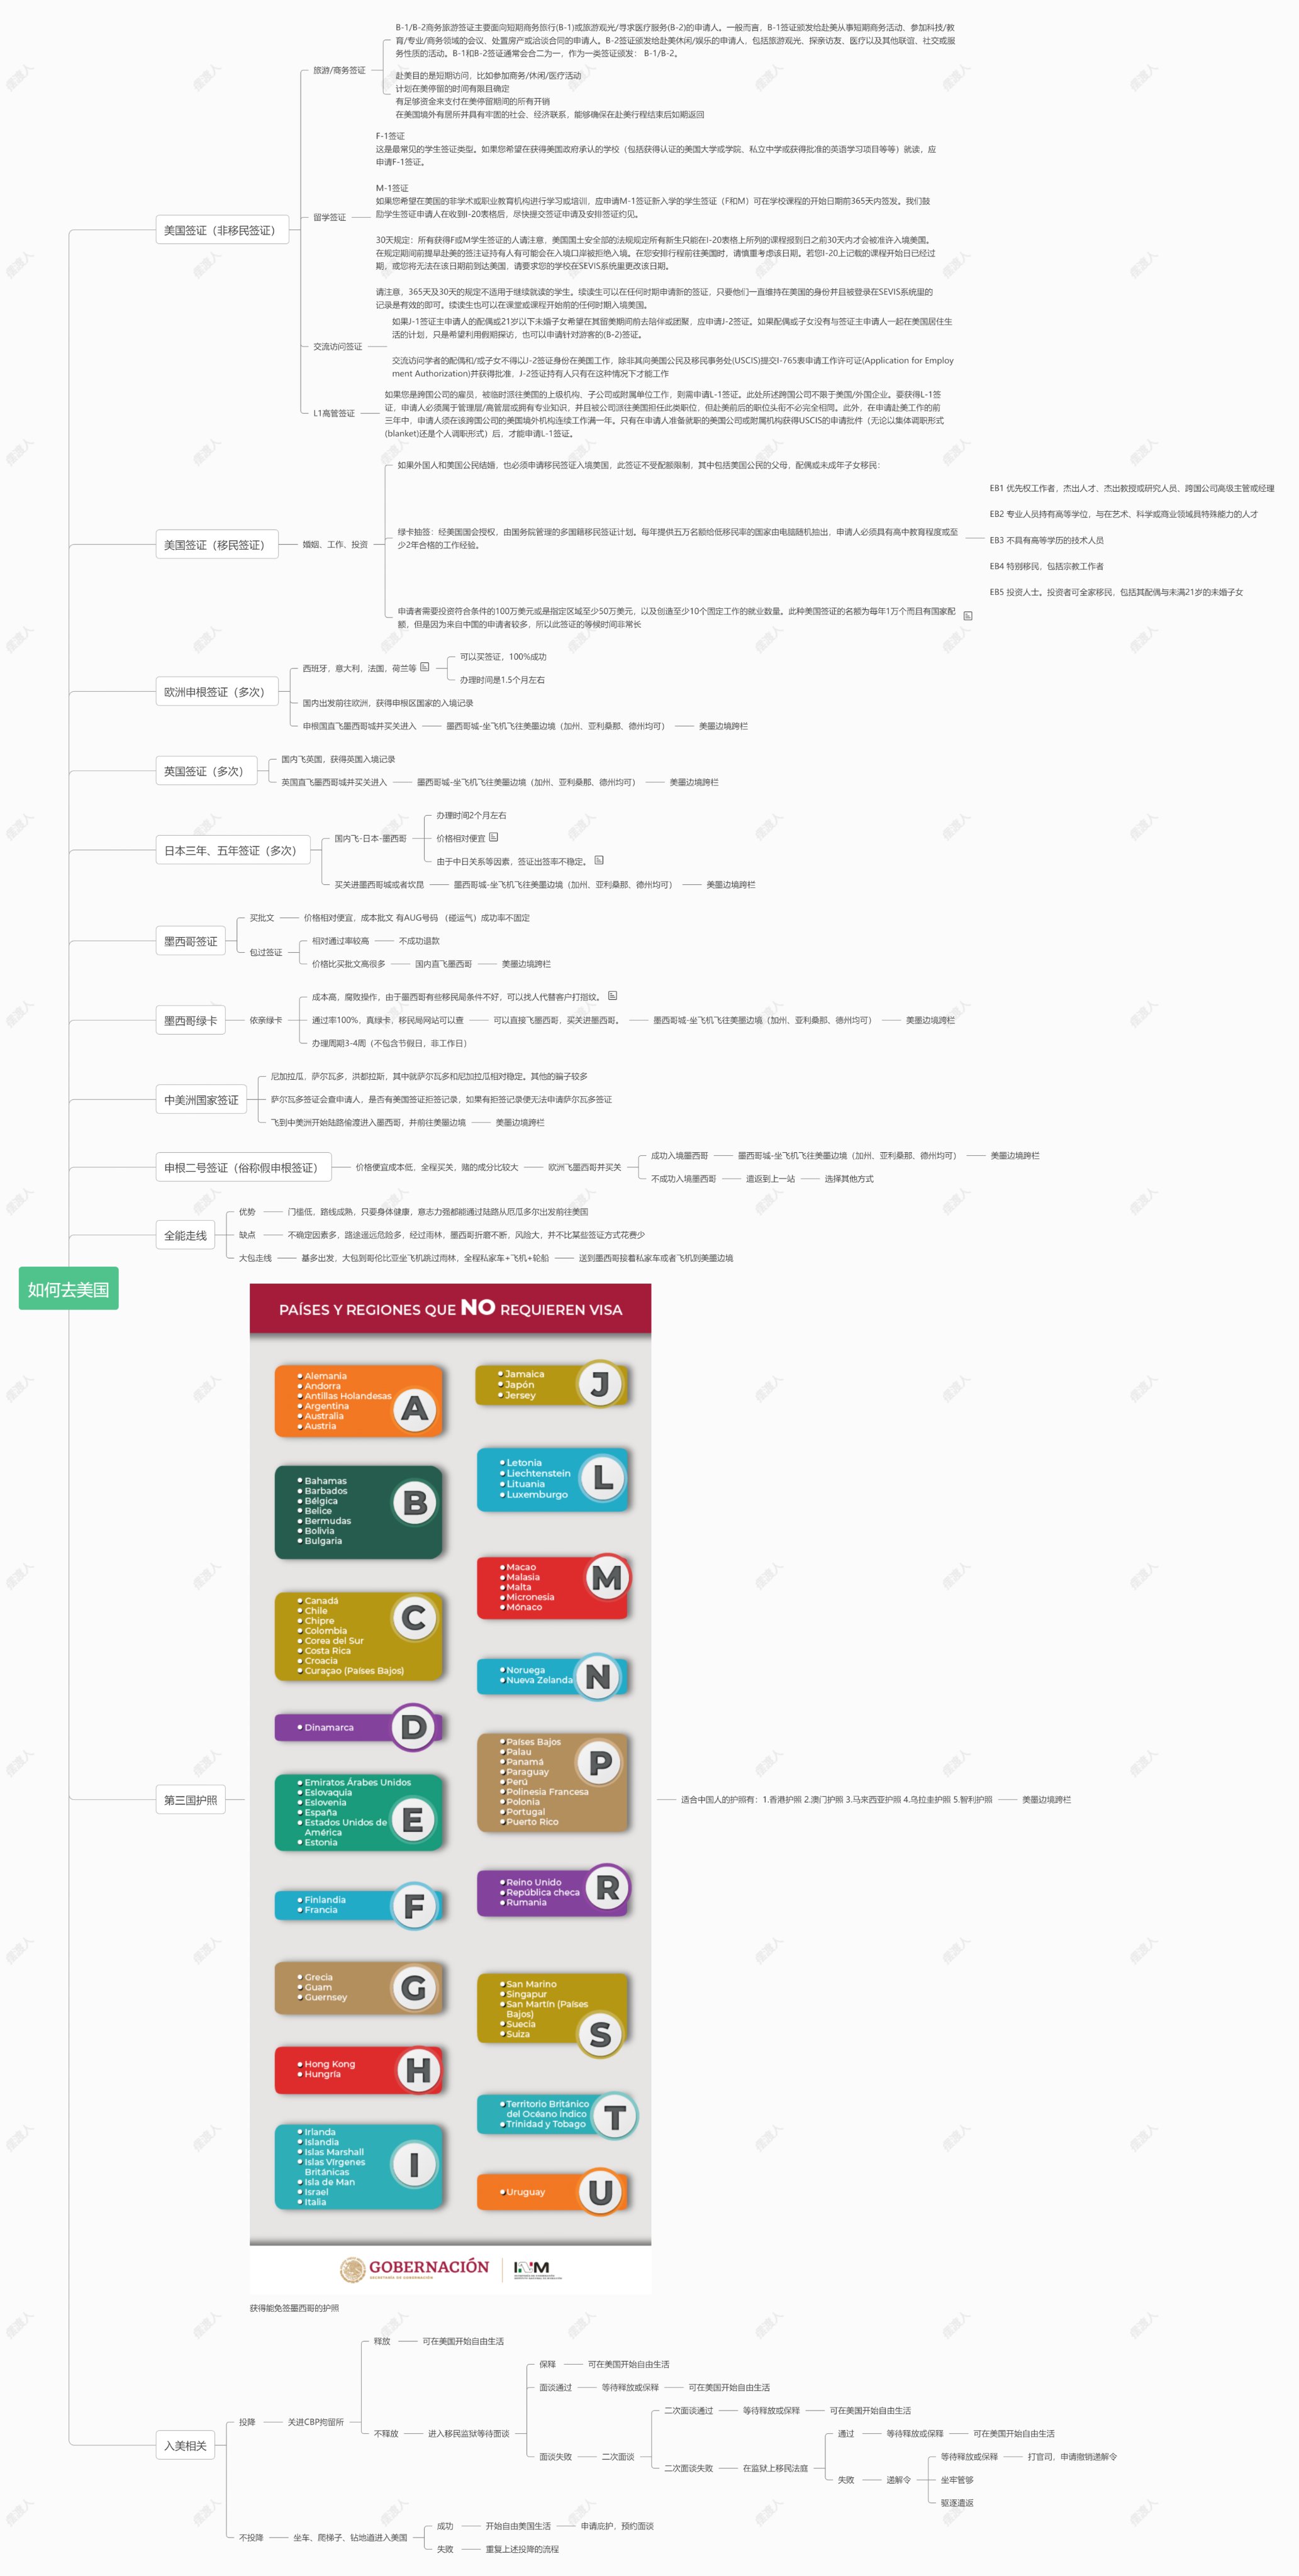 如何去美国
美国签证（非移民签证）
旅游/商务签证
B-1/B-2商务旅游签证主要面向短期商务旅行(B-1)或旅游观光/寻求医疗服务(B-2)的申请人。一般而言，B-1签证颁发给赴美从事短期商务活动、参加科技/教
育/专业/商务领域的会议、处置房产或洽谈合同的申请人。B-2签证颁发给赴美休闲/娱乐的申请人，包括旅游观光、探亲访友、医疗以及其他联谊、社交或服
务性质的活动。B-1和B-2签证通常会合二为一，作为一类签证颁发： B-1/B-2。
赴美目的是短期访问，比如参加商务/休闲/医疗活动
计划在美停留的时间有限且确定
有足够资金来支付在美停留期间的所有开销
在美国境外有居所并具有牢固的社会、经济联系，能够确保在赴美行程结束后如期返回
留学签证
F-1签证
这是最常见的学生签证类型。如果您希望在获得美国政府承认的学校（包括获得认证的美国大学或学院、私立中学或获得批准的英语学习项目等等）就读，应
申请F-1签证。
M-1签证
如果您希望在美国的非学术或职业教育机构进行学习或培训，应申请M-1签证新入学的学生签证（F和M）可在学校课程的开始日期前365天内签发。我们鼓
励学生签证申请人在收到I-20表格后，尽快提交签证申请及安排签证约见。
30天规定：所有获得F或M学生签证的人请注意，美国国土安全部的法规规定所有新生只能在I-20表格上所列的课程报到日之前30天内才会被准许入境美国。
在规定期间前提早赴美的签注证持有人有可能会在入境口岸被拒绝入境。在您安排行程前往美国时，请慎重考虑该日期。若您I-20上记载的课程开始日已经过
期，或您将无法在该日期前到达美国，请要求您的学校在SEVIS系统里更改该日期。
请注意，365天及30天的规定不适用于继续就读的学生。续读生可以在任何时期申请新的签证，只要他们一直维持在美国的身份并且被登录在SEVIS系统里的
记录是有效的即可。续读生也可以在课堂或课程开始前的任何时期入境美国。
交流访问签证
如果J-1签证主申请人的配偶或21岁以下未婚子女希望在其留美期间前去陪伴或团聚，应申请J-2签证。如果配偶或子女没有与签证主申请人一起在美国居住生
活的计划，只是希望利用假期探访，也可以申请针对游客的(B-2)签证。
交流访问学者的配偶和/或子女不得以J-2签证身份在美国工作，除非其向美国公民及移民事务处(USCIS)提交I-765表申请工作许可证(Application for Employ
ment Authorization)并获得批准，J-2签证持有人只有在这种情况下才能工作
L1高管签证
如果您是跨国公司的雇员，被临时派往美国的上级机构、子公司或附属单位工作，则需申请L-1签证。此处所述跨国公司不限于美国/外国企业。要获得L-1签
证，申请人必须属于管理层/高管层或拥有专业知识，并且被公司派往美国担任此类职位，但赴美前后的职位头衔不必完全相同。此外，在申请赴美工作的前
三年中，申请人须在该跨国公司的美国境外机构连续工作满一年。只有在申请人准备就职的美国公司或附属机构获得USCIS的申请批件（无论以集体调职形式
(blanket)还是个人调职形式）后，才能申请L-1签证。
美国签证（移民签证）
婚姻、工作、投资
如果外国人和美国公民结婚，也必须申请移民签证入境美国，此签证不受配额限制，其中包括美国公民的父母，配偶或未成年子女移民：
绿卡抽签：经美国国会授权，由国务院管理的多国籍移民签证计划。每年提供五万名额给低移民率的国家由电脑随机抽出，申请人必须具有高中教育程度或至
少2年合格的工作经验。
EB1 优先权工作者，杰出人才、杰出教授或研究人员，跨国公司高级主管或经理
EB2 专业人员持有高等学位，与在艺术、科学或商业领域具特殊能力的人才
EB3 不具有高等学历的技术人员
EB4 特别移民，包括宗教工作者
EB5 投资人士。投资者可全家移民，包括其配偶与未满21岁的未婚子女
申请者需要投资符合条件的100万美元或是指定区域至少50万美元，以及创造至少10个固定工作的就业数量。此种美国签证的名额为每年1万个而且有国家配
额，但是因为来自中国的申请者较多，所以此签证的等候时间非常长
欧洲申根签证（多次）
西班牙，意大利，法国，荷兰等
可以买签证，100%成功
办理时间是1.5个月左右
国内出发前往欧洲，获得申根区国家的入境记录
申根国直飞墨西哥城并买关进入
墨西哥城-坐飞机飞往美墨边境（加州、亚利桑那、德州均可）
美墨边境跨栏
英国签证（多次）
国内飞英国，获得英国入境记录
英国直飞墨西哥城并买关进入
墨西哥城-坐飞机飞往美墨边境（加州、亚利桑那、德州均可）
美墨边境跨栏
日本三年、五年签证（多次）
国内飞-日本-墨西哥
办理时间2个月左右
价格相对便宜
由于中日关系等因素，签证出签率不稳定。
买关进墨西哥城或者坎昆
墨西哥城-坐飞机飞往美墨边境（加州、亚利桑那、德州均可）
美墨边境跨栏
墨西哥签证
买批文
价格相对便宜，成本批文 有AUG号码 （碰运气）成功率不固定
包过签证
相对通过率较高
不成功退款
价格比买批文高很多
国内直飞墨西哥
美墨边境跨栏
墨西哥绿卡
依亲绿卡
成本高，腐败操作，由于墨西哥有些移民局条件不好，可以找人代替客户打指纹。
通过率100%，真绿卡，移民局网站可以查
可以直接飞墨西哥，买关进墨西哥。
墨西哥城-坐飞机飞往美墨边境（加州、亚利桑那、德州均可）
美墨边境跨栏
办理周期3-4周（不包含节假日，非工作日）
中美洲国家签证
尼加拉瓜，萨尔瓦多，洪都拉斯，其中就萨尔瓦多和尼加拉瓜相对稳定。其他的骗子较多
萨尔瓦多签证会查申请人，是否有美国签证拒签记录，如果有拒签记录便无法申请萨尔瓦多签证
飞到中美洲开始陆路偷渡进入墨西哥，并前往美墨边境
美墨边境跨栏
申根二号签证（俗称假申根签证）
价格便宜成本低，全程买关，赌的成分比较大
欧洲飞墨西哥并买关
成功入境墨西哥
墨西哥城-坐飞机飞往美墨边境（加州、亚利桑那、德州均可）
美墨边境跨栏
不成功入境墨西哥
遣返到上一站
选择其他方式
全能走线
优势
门槛低，路线成熟，只要身体健康，意志力强都能通过陆路从厄瓜多尔出发前往美国
缺点
不确定因素多，路途遥远危险多，经过雨林，墨西哥折磨不断，风险大，并不比某些签证方式花费少
大包走线
基多出发，大包到哥伦比亚坐飞机跳过雨林，全程私家车+飞机+轮船
送到墨西哥接着私家车或者飞机到美墨边境
第三国护照
PAÍSES Y REGIONES QUE NO REQUIEREN VISA
A
Alemania
Andorra
Antillas Holandesas
Argentina
Australia
Austria
B
Bahamas
Barbados
Bélgica
Belice
Bermudas
Bolivia
Bulgaria
C
Canadá
Chile
Chipre
Colombia
Corea del Sur
Costa Rica
Croacia
Curaçao (Países Bajos)
D
Dinamarca
E
Emiratos Árabes Unidos
Eslovaquia
Eslovenia
España
Estados Unidos de
América
Estonia
F
Finlandia
Francia
G
Grecia
Guam
Guernsey
H
Hong Kong
Hungría
I
Irlanda
Islandia
Islas Marshall
Islas Vírgenes
Británicas
Isla de Man
Israel
Italia
J
Jamaica
Japón
Jersey
L
Letonia
Liechtenstein
Lituania
Luxemburgo
M
Macao
Malasia
Malta
Micronesia
Mónaco
N
Noruega
Nueva Zelanda
P
Países Bajos
Palau
Panamá
Paraguay
Perú
Polinesia Francesa
Polonia
Portugal
Puerto Rico
R
Reino Unido
República checa
Rumania
S
San Marino
Singapur
San Martín (Países
Bajos)
Suecia
Suiza
T
Territorio Británico
del Océano Índico
Trinidad y Tobago
U
Uruguay
GOBERNACIÓN
SECRETARÍA DE GOBERNACIÓN
INM
获得能免签墨西哥的护照
适合中国人的护照有：1.香港护照 2.澳门护照 3.马来西亚护照 4.乌拉圭护照 5.智利护照
美墨边境跨栏
入美相关
投降
关进CBP拘留所
释放
可在美国开始自由生活
不释放
进入移民监狱等待面谈
保释
可在美国开始自由生活
面谈通过
等待释放或保释
可在美国开始自由生活
面谈失败
二次面谈
二次面谈通过
等待释放或保释
可在美国开始自由生活
二次面谈失败
在监狱上移民法庭
通过
等待释放或保释
可在美国开始自由生活
失败
递解令
等待释放或保释
打官司，申请撤销递解令
坐牢管够
驱逐遣返
不投降
坐车、爬梯子、钻地道进入美国
成功
开始自由美国生活
申请庇护，预约面谈
失败
重复上述投降的流程